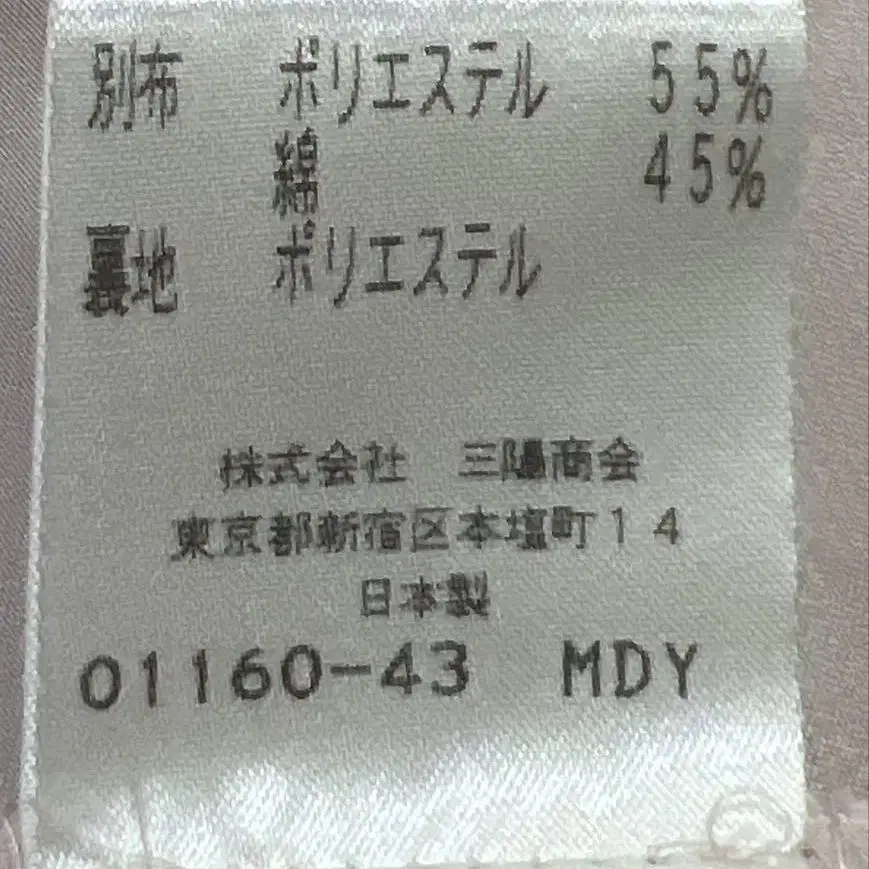 別布 ポリエステル 55%
綿 45%
裏地 ポリエステル
株式会社 三陽商会
東京都新宿区本塩町14
日本製
01160-43 MDY